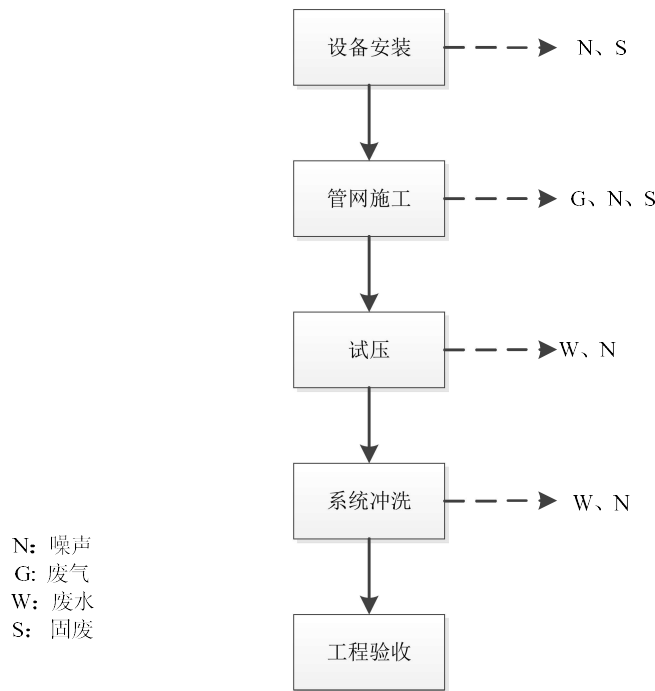 设备安装
N、S
管网施工
G、N、S
试压
W、N
系统冲洗
W、N
工程验收
N：噪声
G: 废气
W：废水
S：固废